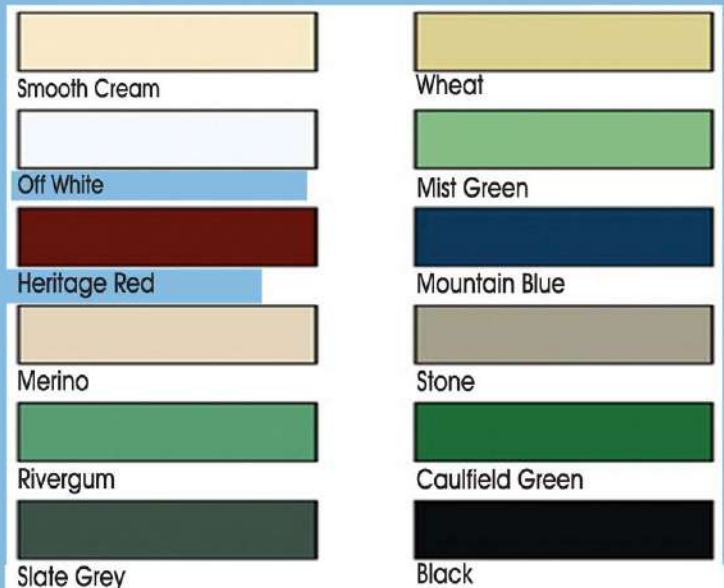 Smooth Cream
Wheat
Off White
Mist Green
Heritage Red
Mountain Blue
Merino
Stone
Rivergum
Caulfield Green
Slate Grey
Black